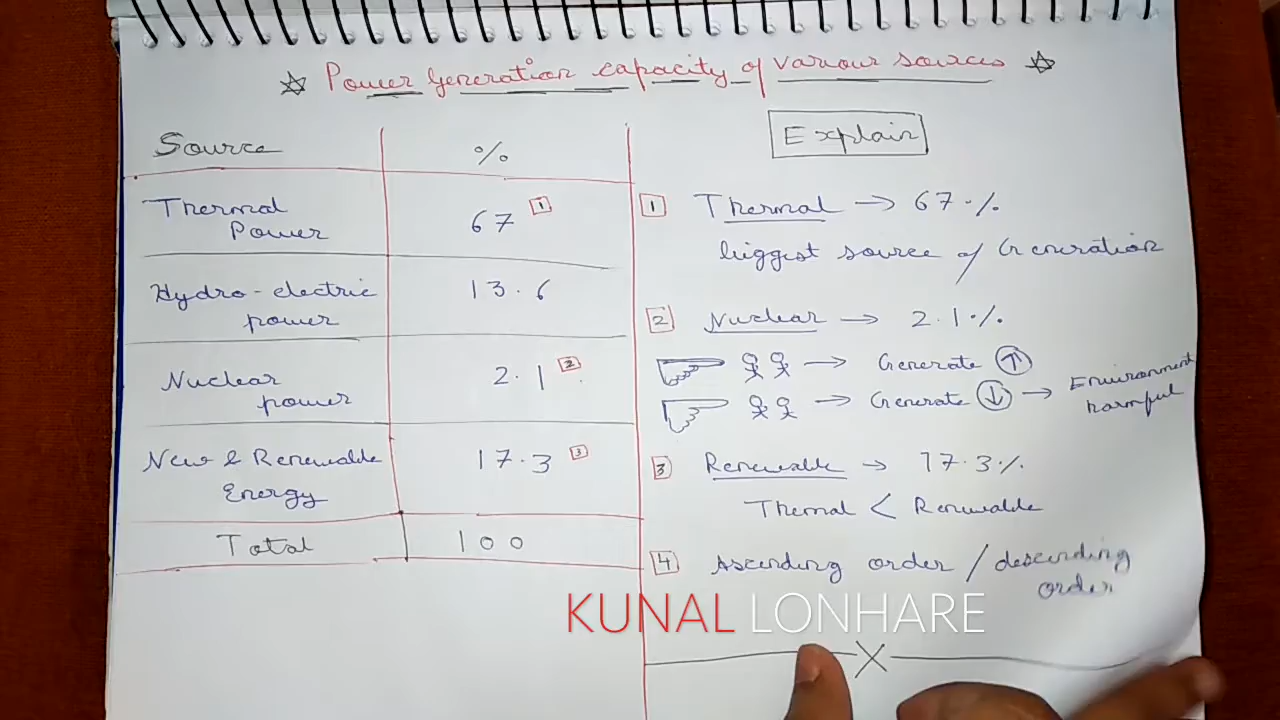 ☆ Power Generation capacity of various sources ☆
Source %
Thermal Power 67 [1]
Hydro-electric power 13.6
Nuclear power 2.1 [2]
New & Renewable Energy 17.3 [3]
Total 100
Explain
[1] Thermal → 67%
biggest source of Generation
[2] Nuclear → 2.1%
→ Generate ↑
→ Generate ↓ → Environment harmful
[3] Renewable → 17.3%
Themal < Renewable
[4] Ascending order / descending order
KUNAL LONHARE